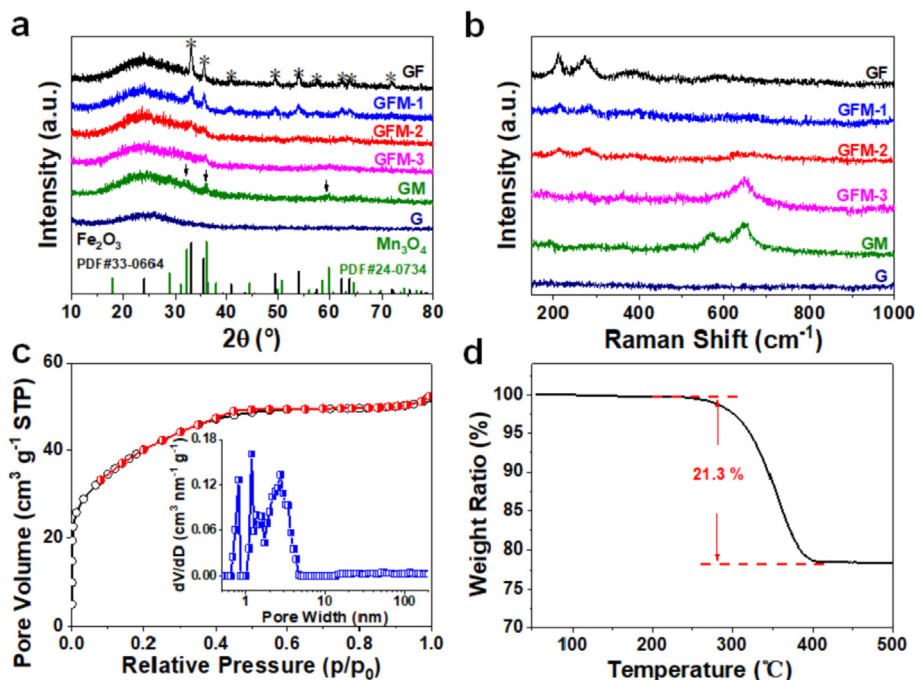 a
Intensity (a.u.)
* * * * * * * * *
GF
GFM-1
GFM-2
GFM-3
GM
G
Fe₂O₃
PDF#33-0664
Mn₃O₄
PDF#24-0734
10 20 30 40 50 60 70 80
2θ (°)
b
Intensity (a.u.)
GF
GFM-1
GFM-2
GFM-3
GM
G
200 400 600 800 1000
Raman Shift (cm⁻¹)
c
Pore Volume (cm³ g⁻¹ STP)
60
40
20
0
0.0 0.2 0.4 0.6 0.8 1.0
Relative Pressure (p/p₀)
dV/dD (cm³ nm⁻¹ g⁻¹)
0.18
0.12
0.06
0.00
1 10 100
Pore Width (nm)
d
Weight Ratio (%)
100
95
90
85
80
75
70
21.3 %
100 200 300 400 500
Temperature (℃)